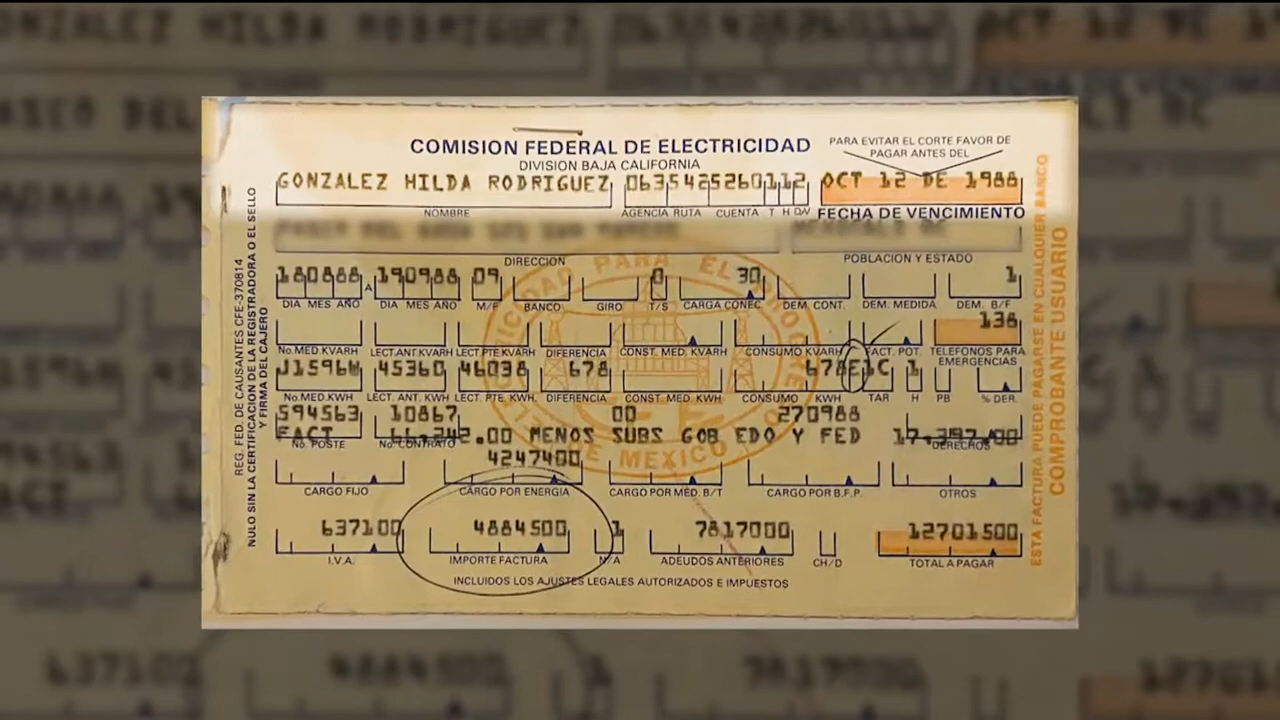 COMISION FEDERAL DE ELECTRICIDAD
DIVISION BAJA CALIFORNIA
PARA EVITAR EL CORTE FAVOR DE
PAGAR ANTES DEL
GONZALEZ HILDA RODRIGUEZ 0635425260112 OCT 12 DE 1988
NOMBRE AGENCIA RUTA CUENTA T H DV FECHA DE VENCIMIENTO
DIRECCION POBLACION Y ESTADO
180888 A 190988 09 0 30 1
DIA MES AÑO DIA MES AÑO M/F BANCO GIRO T/S CARGA CONEC. DEM. CONT. DEM. MEDIDA DEM. B/F
138
No.MED.KVARH LECT.ANT.KVARH LECT.PTE.KVARH DIFERENCIA CONST. MED. KVARH CONSUMO KVARH FACT. POT. TELEFONOS PARA EMERGENCIAS
J1596W 45360 46038 678 678 E1C 1
No.MED.KWH LECT. ANT. KWH LECT. PTE. KWH DIFERENCIA CONST. MED. KWH CONSUMO KWH TAR H PB % DER.
594563 10867 00 270988
FACT MENOS SUBS GOB EDO Y FED
No. POSTE No. CONTRATO DERECHOS
4247400
CARGO FIJO CARGO POR ENERGIA CARGO POR MED. B/T CARGO POR B.F.P. OTROS
637100 4884500 1 7817000 12701500
I.V.A. IMPORTE FACTURA N/A ADEUDOS ANTERIORES CH/D TOTAL A PAGAR
INCLUIDOS LOS AJUSTES LEGALES AUTORIZADOS E IMPUESTOS
REG. FED. DE CAUSANTES CFE-370814
NULO SIN LA CERTIFICACION DE LA REGISTRADORA O EL SELLO
Y FIRMA DEL CAJERO
ESTA FACTURA PUEDE PAGARSE EN CUALQUIER BANCO
COMPROBANTE USUARIO
ELECTRICIDAD PARA EL PROGRESO DE MEXICO